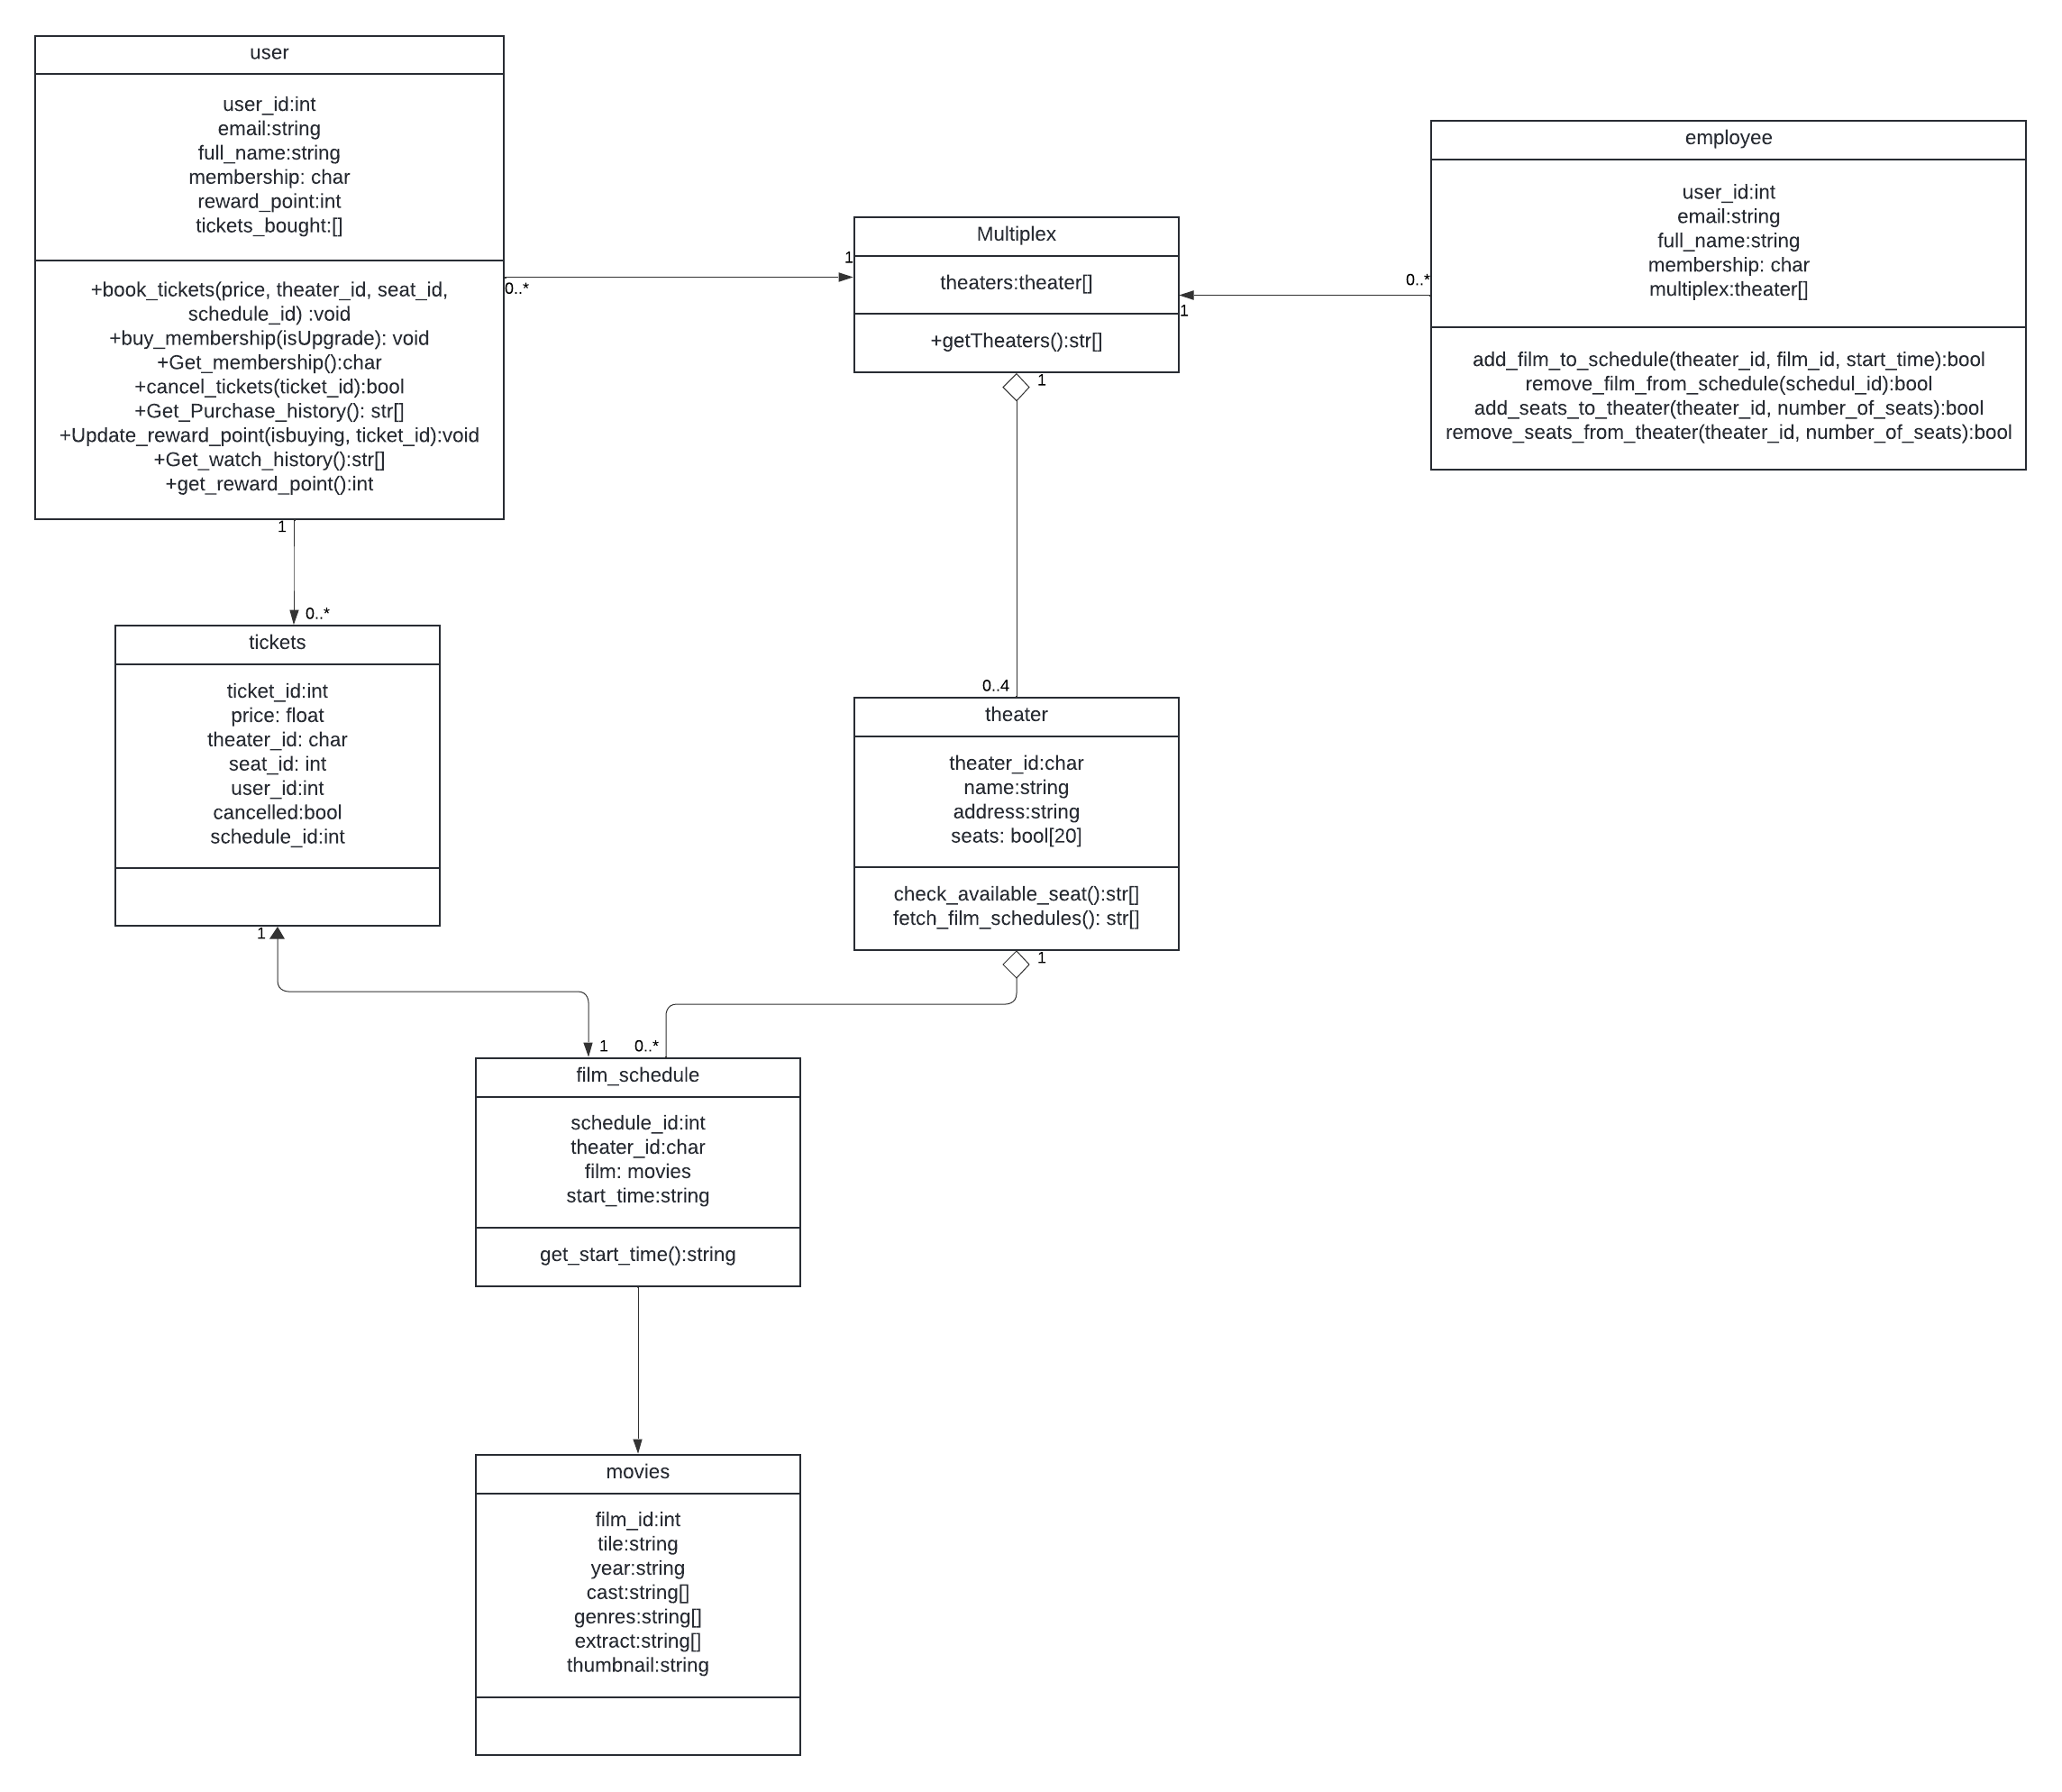 user
user_id:int
email:string
full_name:string
membership: char
reward_point:int
tickets_bought:[]
+book_tickets(price, theater_id, seat_id,
schedule_id) :void
+buy_membership(isUpgrade): void
+Get_membership():char
+cancel_tickets(ticket_id):bool
+Get_Purchase_history(): str[]
+Update_reward_point(isbuying, ticket_id):void
+Get_watch_history():str[]
+get_reward_point():int
0..*
1
Multiplex
theaters:theater[]
+getTheaters():str[]
1
0..*
1
employee
user_id:int
email:string
full_name:string
membership: char
multiplex:theater[]
add_film_to_schedule(theater_id, film_id, start_time):bool
remove_film_from_schedule(schedul_id):bool
add_seats_to_theater(theater_id, number_of_seats):bool
remove_seats_from_theater(theater_id, number_of_seats):bool
1
0..*
tickets
ticket_id:int
price: float
theater_id: char
seat_id: int
user_id:int
cancelled:bool
schedule_id:int
1
0..4
theater
theater_id:char
name:string
address:string
seats: bool[20]
check_available_seat():str[]
fetch_film_schedules(): str[]
1
1
0..*
film_schedule
schedule_id:int
theater_id:char
film: movies
start_time:string
get_start_time():string
movies
film_id:int
tile:string
year:string
cast:string[]
genres:string[]
extract:string[]
thumbnail:string